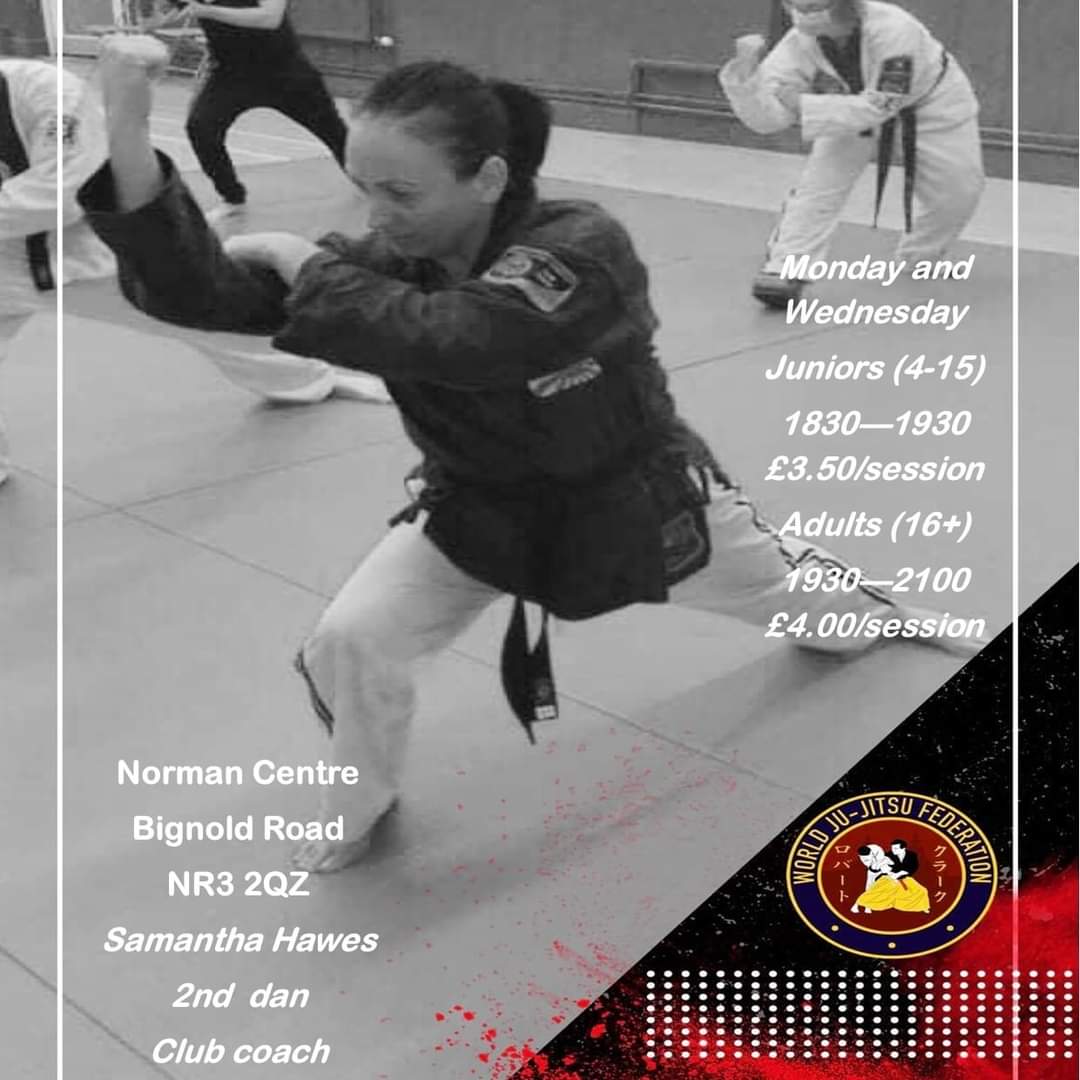 Monday and
Wednesday
Juniors (4-15)
1830—1930
£3.50/session
Adults (16+)
1930—2100
£4.00/session
Norman Centre
Bignold Road
NR3 2QZ
Samantha Hawes
2nd dan
Club coach
WORLD JU-JITSU FEDERATION
ロバート
クラーク